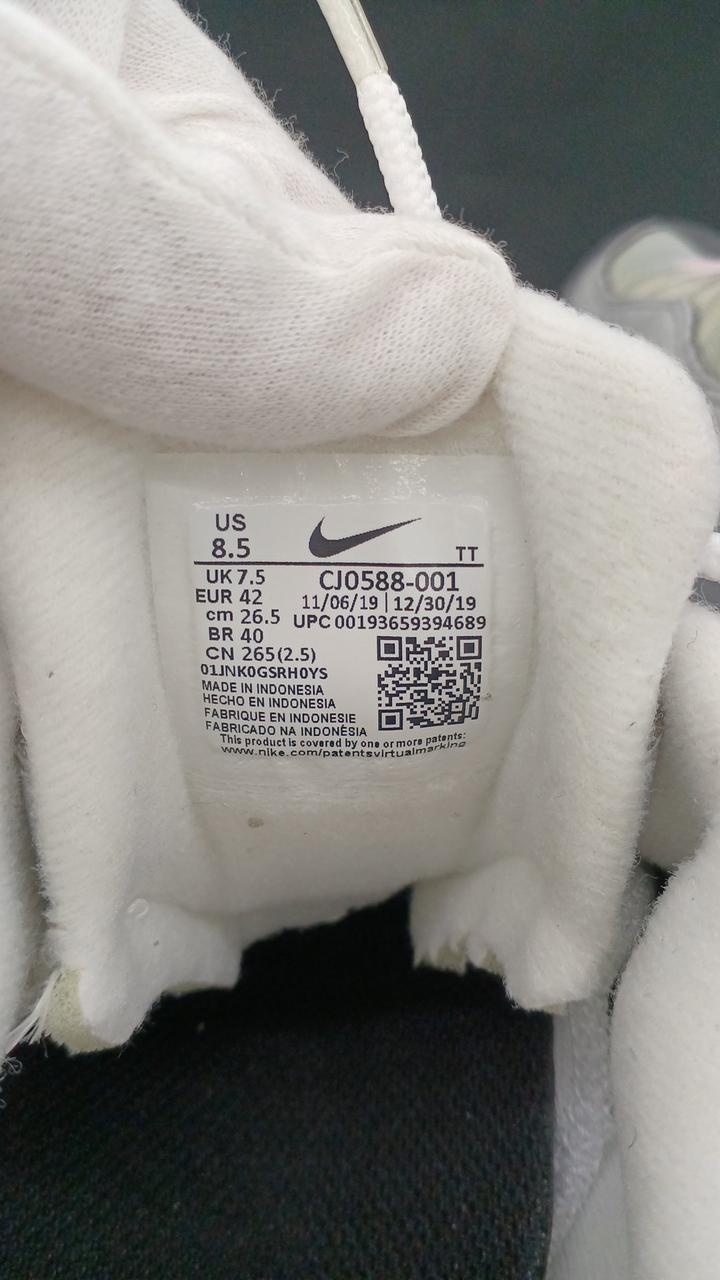 US
8.5
TT
UK 7.5
CJ0588-001
EUR 42
11/06/19 | 12/30/19
cm 26.5
UPC 00193659394689
BR 40
CN 265(2.5)
01JNK0GSRH0YS
MADE IN INDONESIA
HECHO EN INDONESIA
FABRIQUE EN INDONESIE
FABRICADO NA INDONÉSIA
This product is covered by one or more patents:
www.nike.com/patentsvirtualmarking